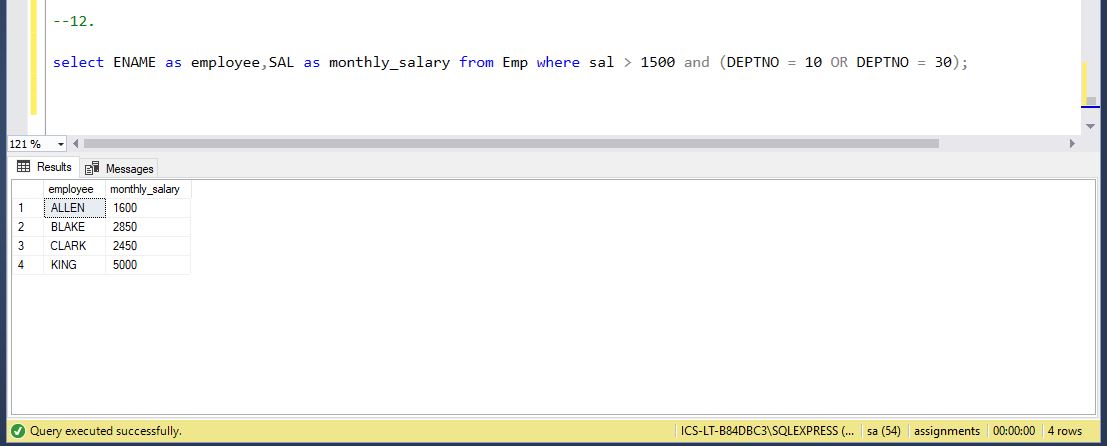 --12.
select ENAME as employee,SAL as monthly_salary from Emp where sal > 1500 and (DEPTNO = 10 OR DEPTNO = 30);
121 %
Results Messages
employee monthly_salary
1 ALLEN 1600
2 BLAKE 2850
3 CLARK 2450
4 KING 5000
Query executed successfully. ICS-LT-B84DBC3\SQLEXPRESS (... sa (54) assignments 00:00:00 4 rows